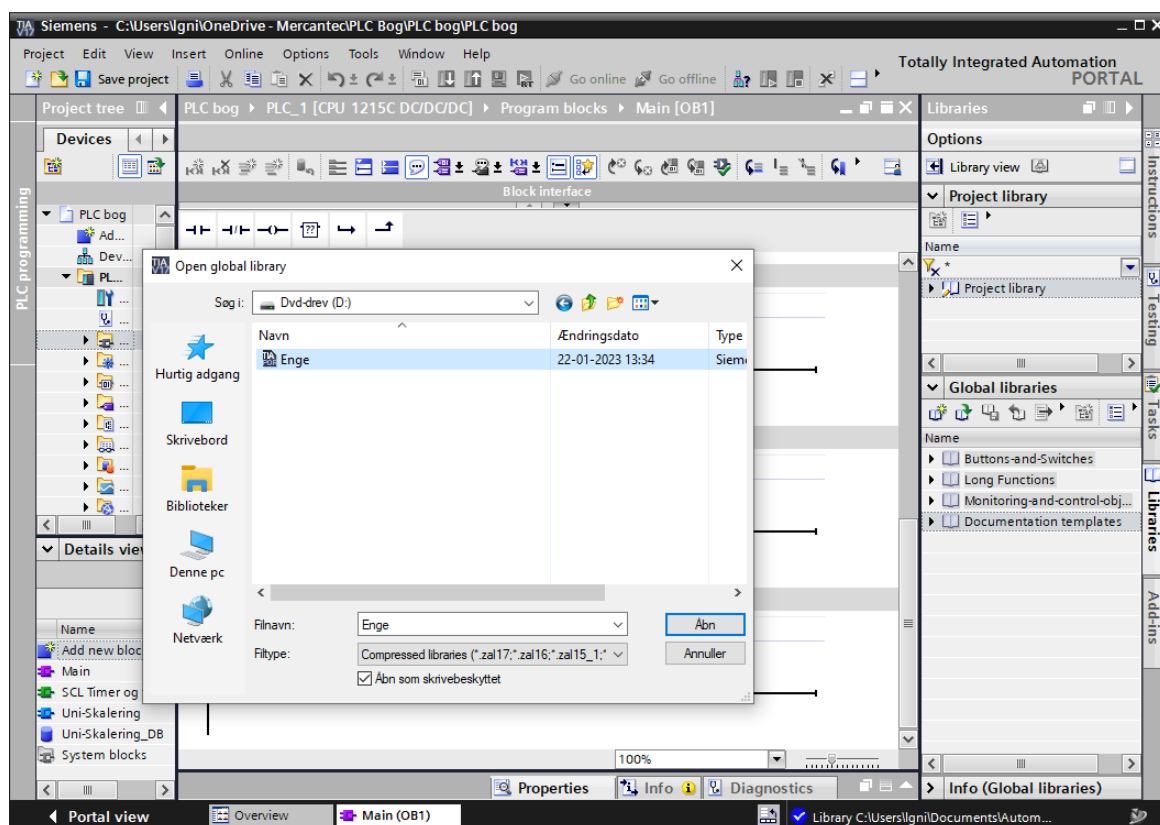 Siemens - C:\Users\lgni\OneDrive - Mercantec\PLC Bog\PLC bog\PLC bog
Project Edit View Insert Online Options Tools Window Help
Totally Integrated Automation
PORTAL
Save project Go online Go offline
Project tree
PLC bog PLC_1 [CPU 1215C DC/DC/DC] Program blocks Main [OB1]
Libraries
Devices
Options
Library view
Block interface
Project library
PLC bog
Ad...
Dev...
PL...
...
...
...
...
...
...
...
...
...
...
...
Name
*
Project library
Open global library
Søg i: Dvd-drev (D:)
Navn Ændringsdato Type
Enge 22-01-2023 13:34 Sieme
Hurtig adgang
Skrivebord
Biblioteker
Denne pc
Netværk
Filnavn: Enge Åbn
Filtype: Compressed libraries (*.zal17;*.zal16;*.zal15_1;* Annuller
Åbn som skrivebeskyttet
Global libraries
Name
Buttons-and-Switches
Long Functions
Monitoring-and-control-obj...
Documentation templates
Details view
Name
Add new bloc
Main
SCL Timer og
Uni-Skalering
Uni-Skalering_DB
System blocks
100%
Properties Info Diagnostics
Info (Global libraries)
PLC programming
Instructions
Testing
Tasks
Libraries
Add-ins
Portal view Overview Main (OB1) Library C:\Users\lgni\Documents\Autom...